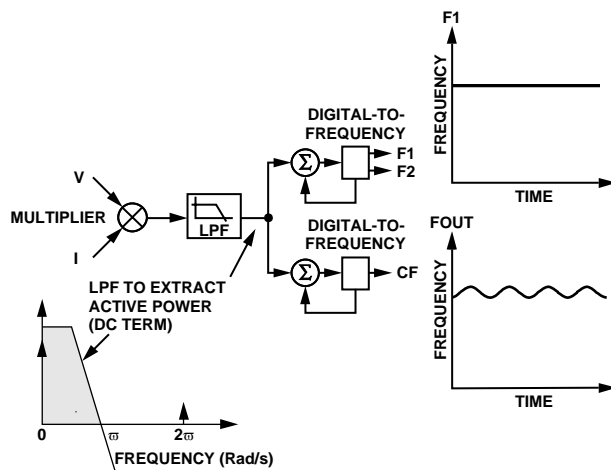 V
MULTIPLIER
I
LPF
LPF TO EXTRACT
ACTIVE POWER
(DC TERM)
DIGITAL-TO-
FREQUENCY
Σ
F1
F2
DIGITAL-TO-
FREQUENCY
Σ
CF
F1
FREQUENCY
TIME
FOUT
FREQUENCY
TIME
0
ϖ
2ϖ
FREQUENCY (Rad/s)